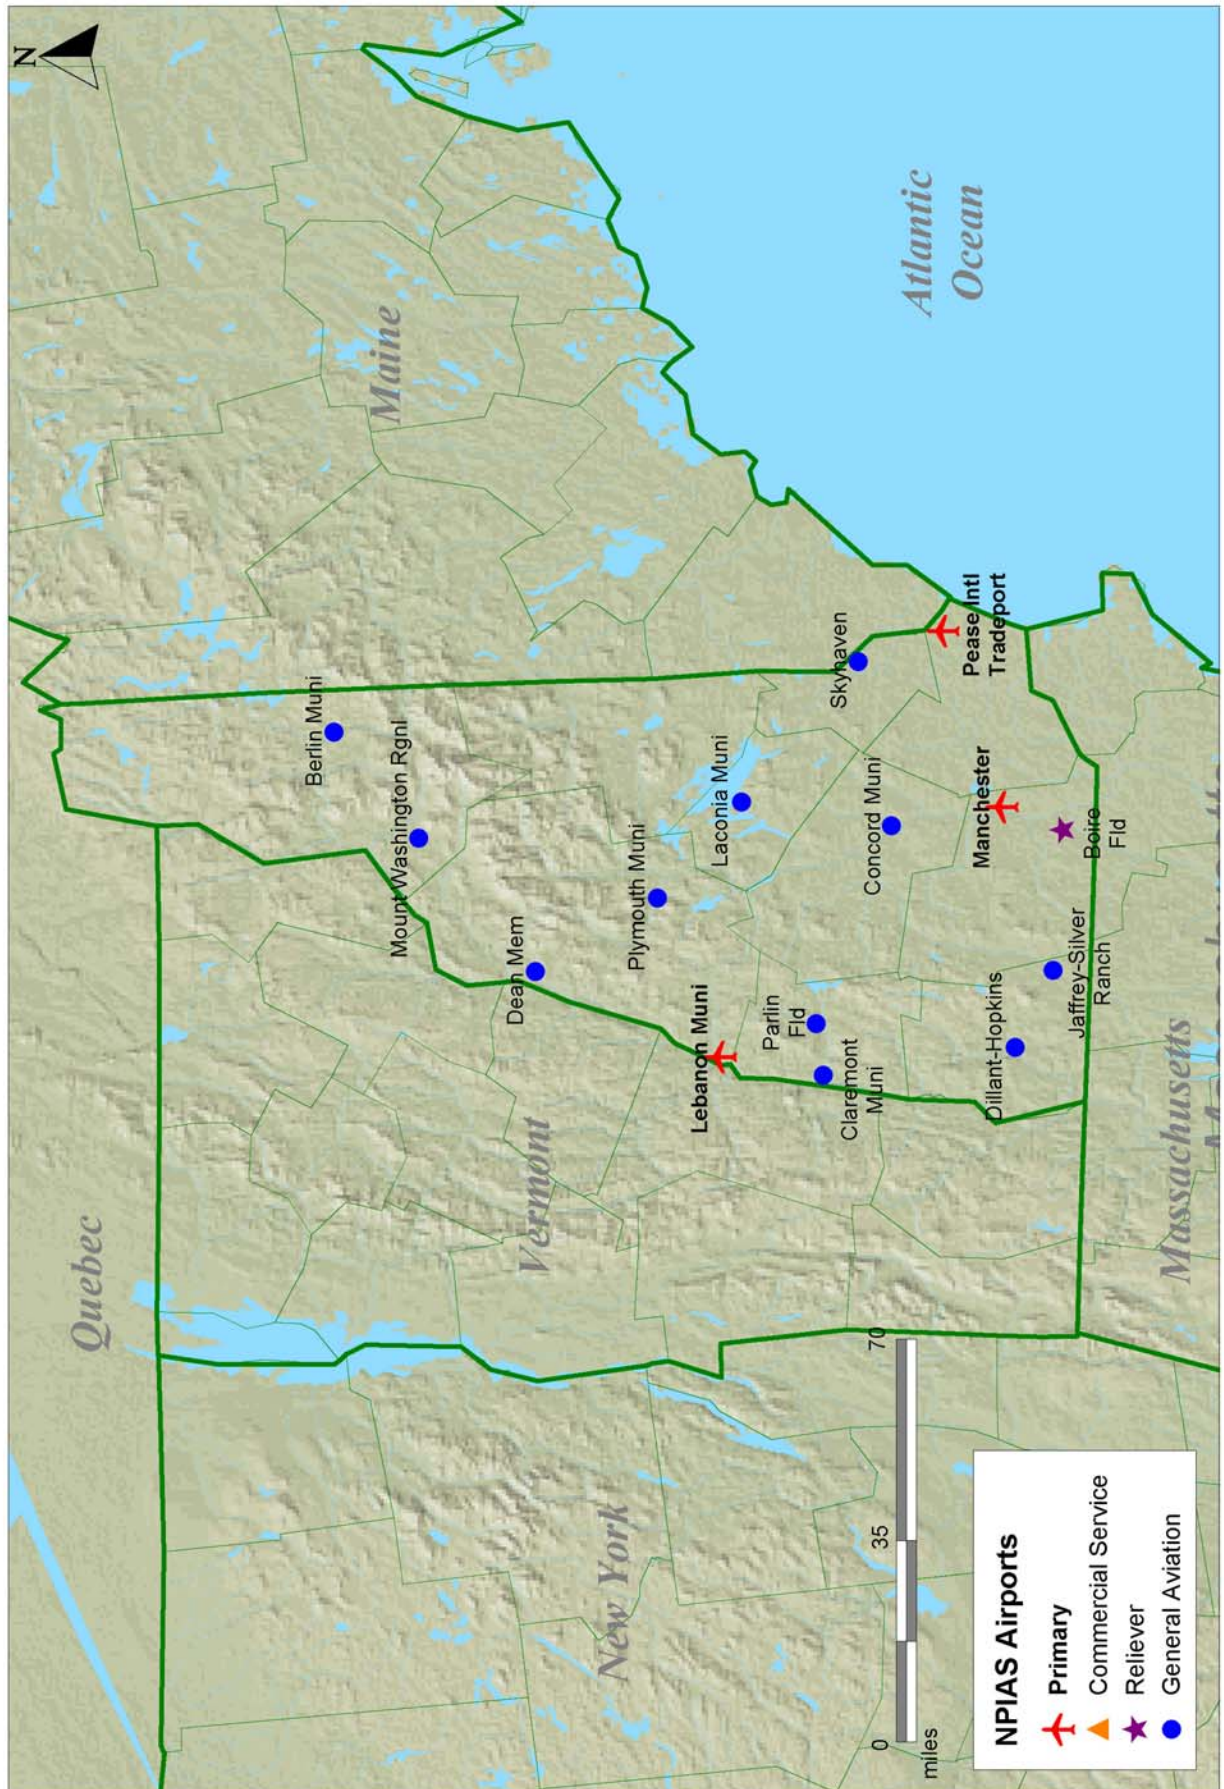 N
Quebec
Maine
Berlin Muni
Mount Washington Rgnl
Dean Mem
Vermont
Plymouth Muni
New York
Lebanon Muni
Laconia Muni
Parlin
Fld
Claremont
Muni
Skyhaven
Concord Muni
Atlantic
Ocean
Pease Intl
Tradeport
Manchester
Dillant-Hopkins
Jaffrey-Silver
Ranch
Boire
Fld
Massachusetts
0
35
70
miles
NPIAS Airports
Primary
Commercial Service
Reliever
General Aviation